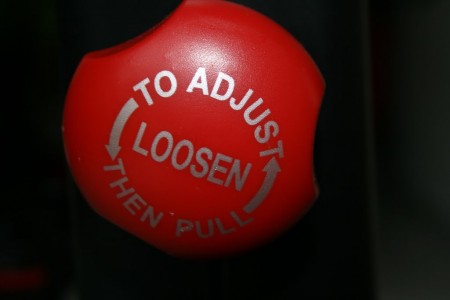 TO ADJUST
LOOSEN
THEN PULL